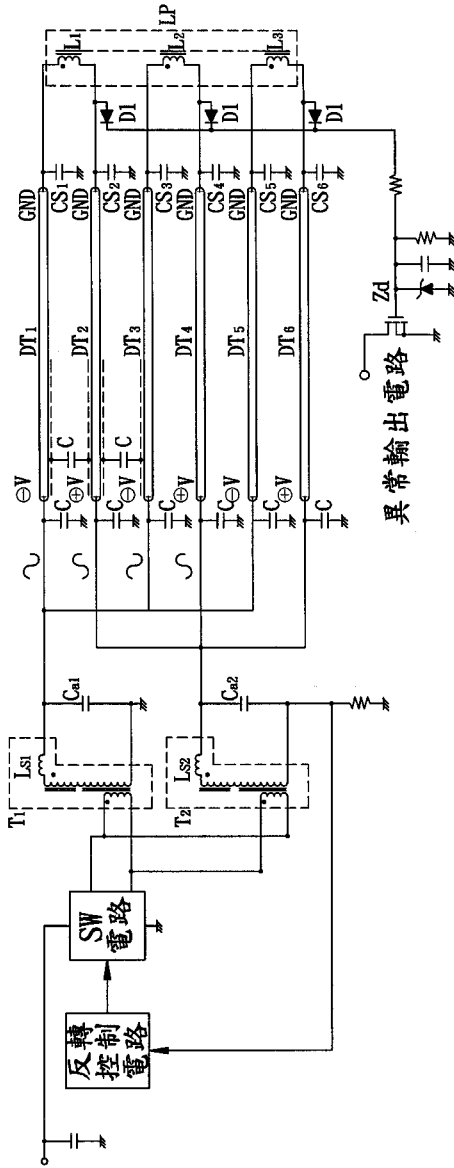 LP
L1
L2
L3
D1
D1
D1
GND
GND
GND
GND
GND
GND
CS1
CS2
CS3
CS4
CS5
CS6
DT1
DT2
DT3
DT4
DT5
DT6
C
C
⊖V
⊕V
⊖V
⊕V
⊖V
⊕V
C
C
C
C
C
C
Zd
異常輸出電路
Ca1
Ca2
LS1
LS2
T1
T2
SW
電路
反轉
控制
電路